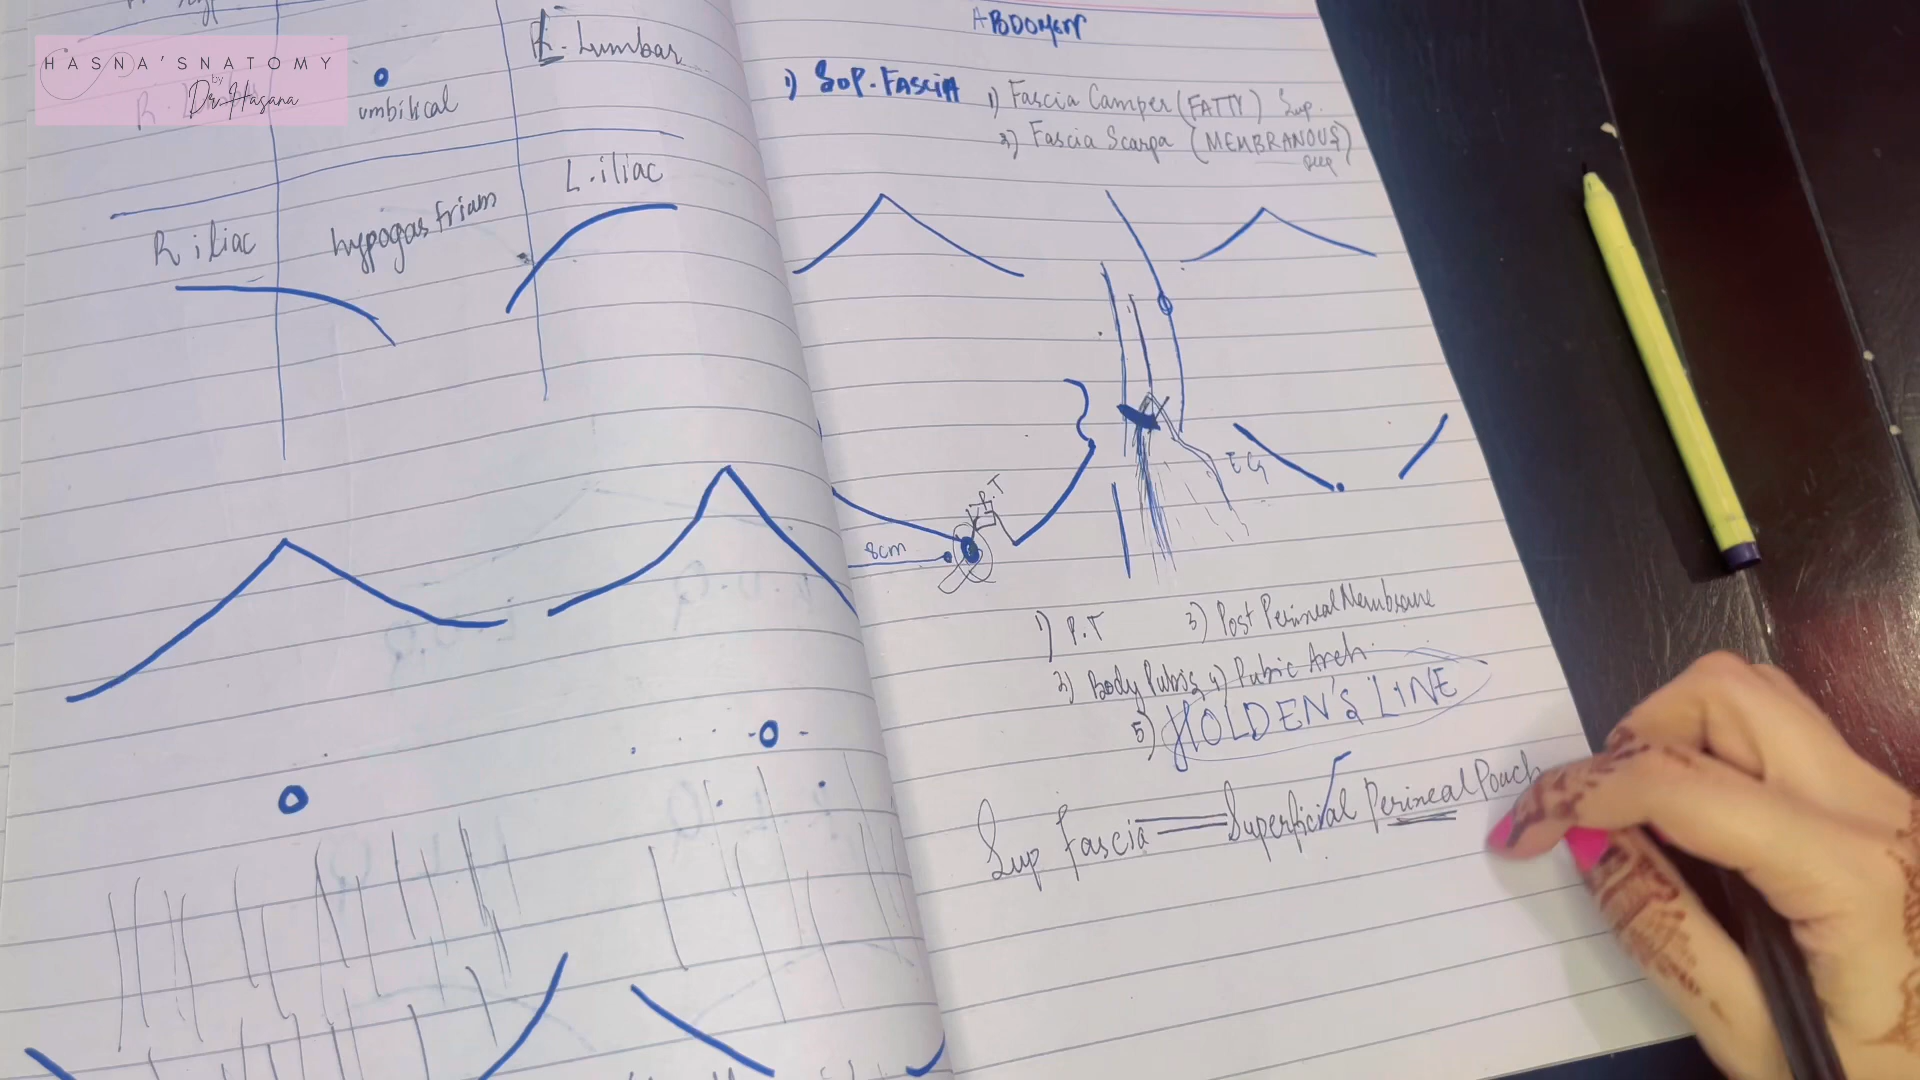 HASNA'SNATOMY
by
Dr. Hasana
L. Lumbar
umbilical
L. iliac
R iliac
hypogastriam
ABDOMEN
1) SUP. FASCIA
1) Fascia Camper (FATTY) Sup.
2) Fascia Scarpa (MEMBRANOUS)
deep
P.T
8cm
1) P.T
3) Post Perineal Membrane
2) Body Pubis
4) Pubic Arch
5) HOLDEN'S LINE
Sup Fascia = Superficial Perineal Pouch